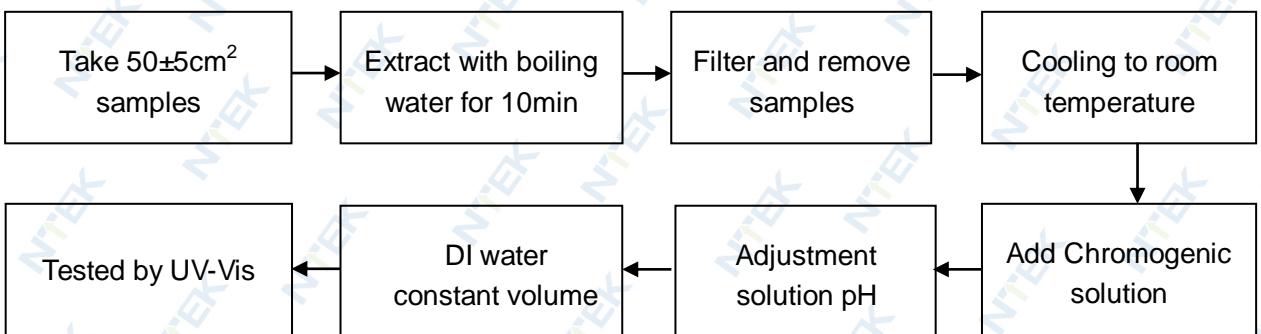 Take 50±5cm²
samples
Extract with boiling
water for 10min
Filter and remove
samples
Cooling to room
temperature
Add Chromogenic
solution
Adjustment
solution pH
DI water
constant volume
Tested by UV-Vis
NTEK